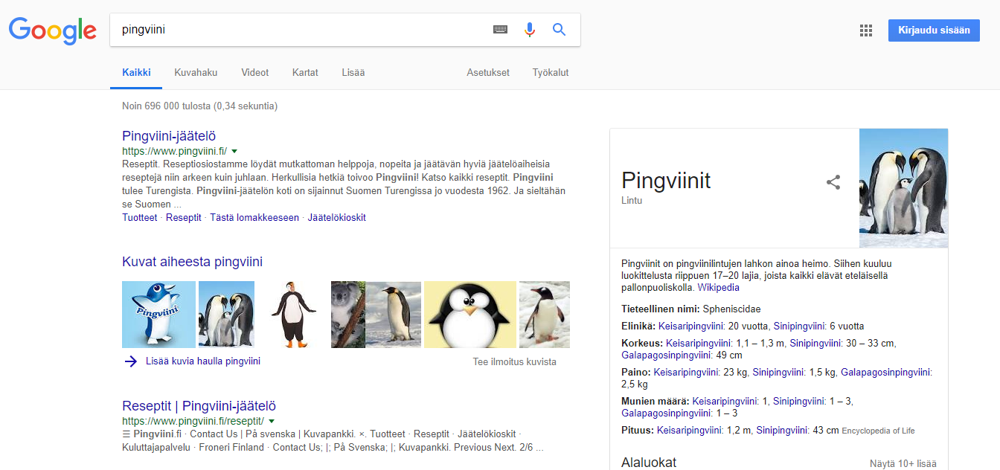 Google
pingviini
Kirjaudu sisään
Kaikki
Kuvahaku
Videot
Kartat
Lisää
Asetukset
Työkalut
Noin 696 000 tulosta (0,34 sekuntia)
Pingviini-jäätelö
https://www.pingviini.fi/
Reseptit. Reseptiosiostamme löydät mutkattoman helppoja, nopeita ja jäätävän hyviä jäätelöaiheisia
reseptejä niin arkeen kuin juhlaan. Herkullisia hetkiä toivoo Pingviini! Katso kaikki reseptit. Pingviini
tulee Turengista. Pingviini-jäätelön koti on sijainnut Suomen Turengissa jo vuodesta 1962. Ja sieltähän
se Suomen ...
Tuotteet · Reseptit · Tästä lomakkeeseen · Jäätelökioskit
Kuvat aiheesta pingviini
Pingviini
Lisää kuvia haulla pingviini
Tee ilmoitus kuvista
Reseptit | Pingviini-jäätelö
https://www.pingviini.fi/reseptit/
☰ Pingviini.fi · Contact Us | På svenska | Kuvapankki. ×. Tuotteet · Reseptit · Jäätelökioskit ·
Kuluttajapalvelu · Froneri Finland · Contact Us; |; På Svenska; |; Kuvapankki. Previous Next. 2/6 ...
Pingviinit
Lintu
Pingviinit on pingviinilintujen lahkon ainoa heimo. Siihen kuuluu
luokittelusta riippuen 17–20 lajia, joista kaikki elävät eteläisellä
pallonpuoliskolla. Wikipedia
Tieteellinen nimi: Spheniscidae
Elinikä: Keisaripingviini: 20 vuotta, Sinipingviini: 6 vuotta
Korkeus: Keisaripingviini: 1,1 – 1,3 m, Sinipingviini: 30 – 33 cm,
Galapagosinpingviini: 49 cm
Paino: Keisaripingviini: 23 kg, Sinipingviini: 1,5 kg, Galapagosinpingviini:
2,5 kg
Munien määrä: Keisaripingviini: 1, Sinipingviini: 1 – 3,
Galapagosinpingviini: 1 – 3
Pituus: Keisaripingviini: 1,2 m, Sinipingviini: 43 cm Encyclopedia of Life
Alaluokat
Näytä 10+ lisää